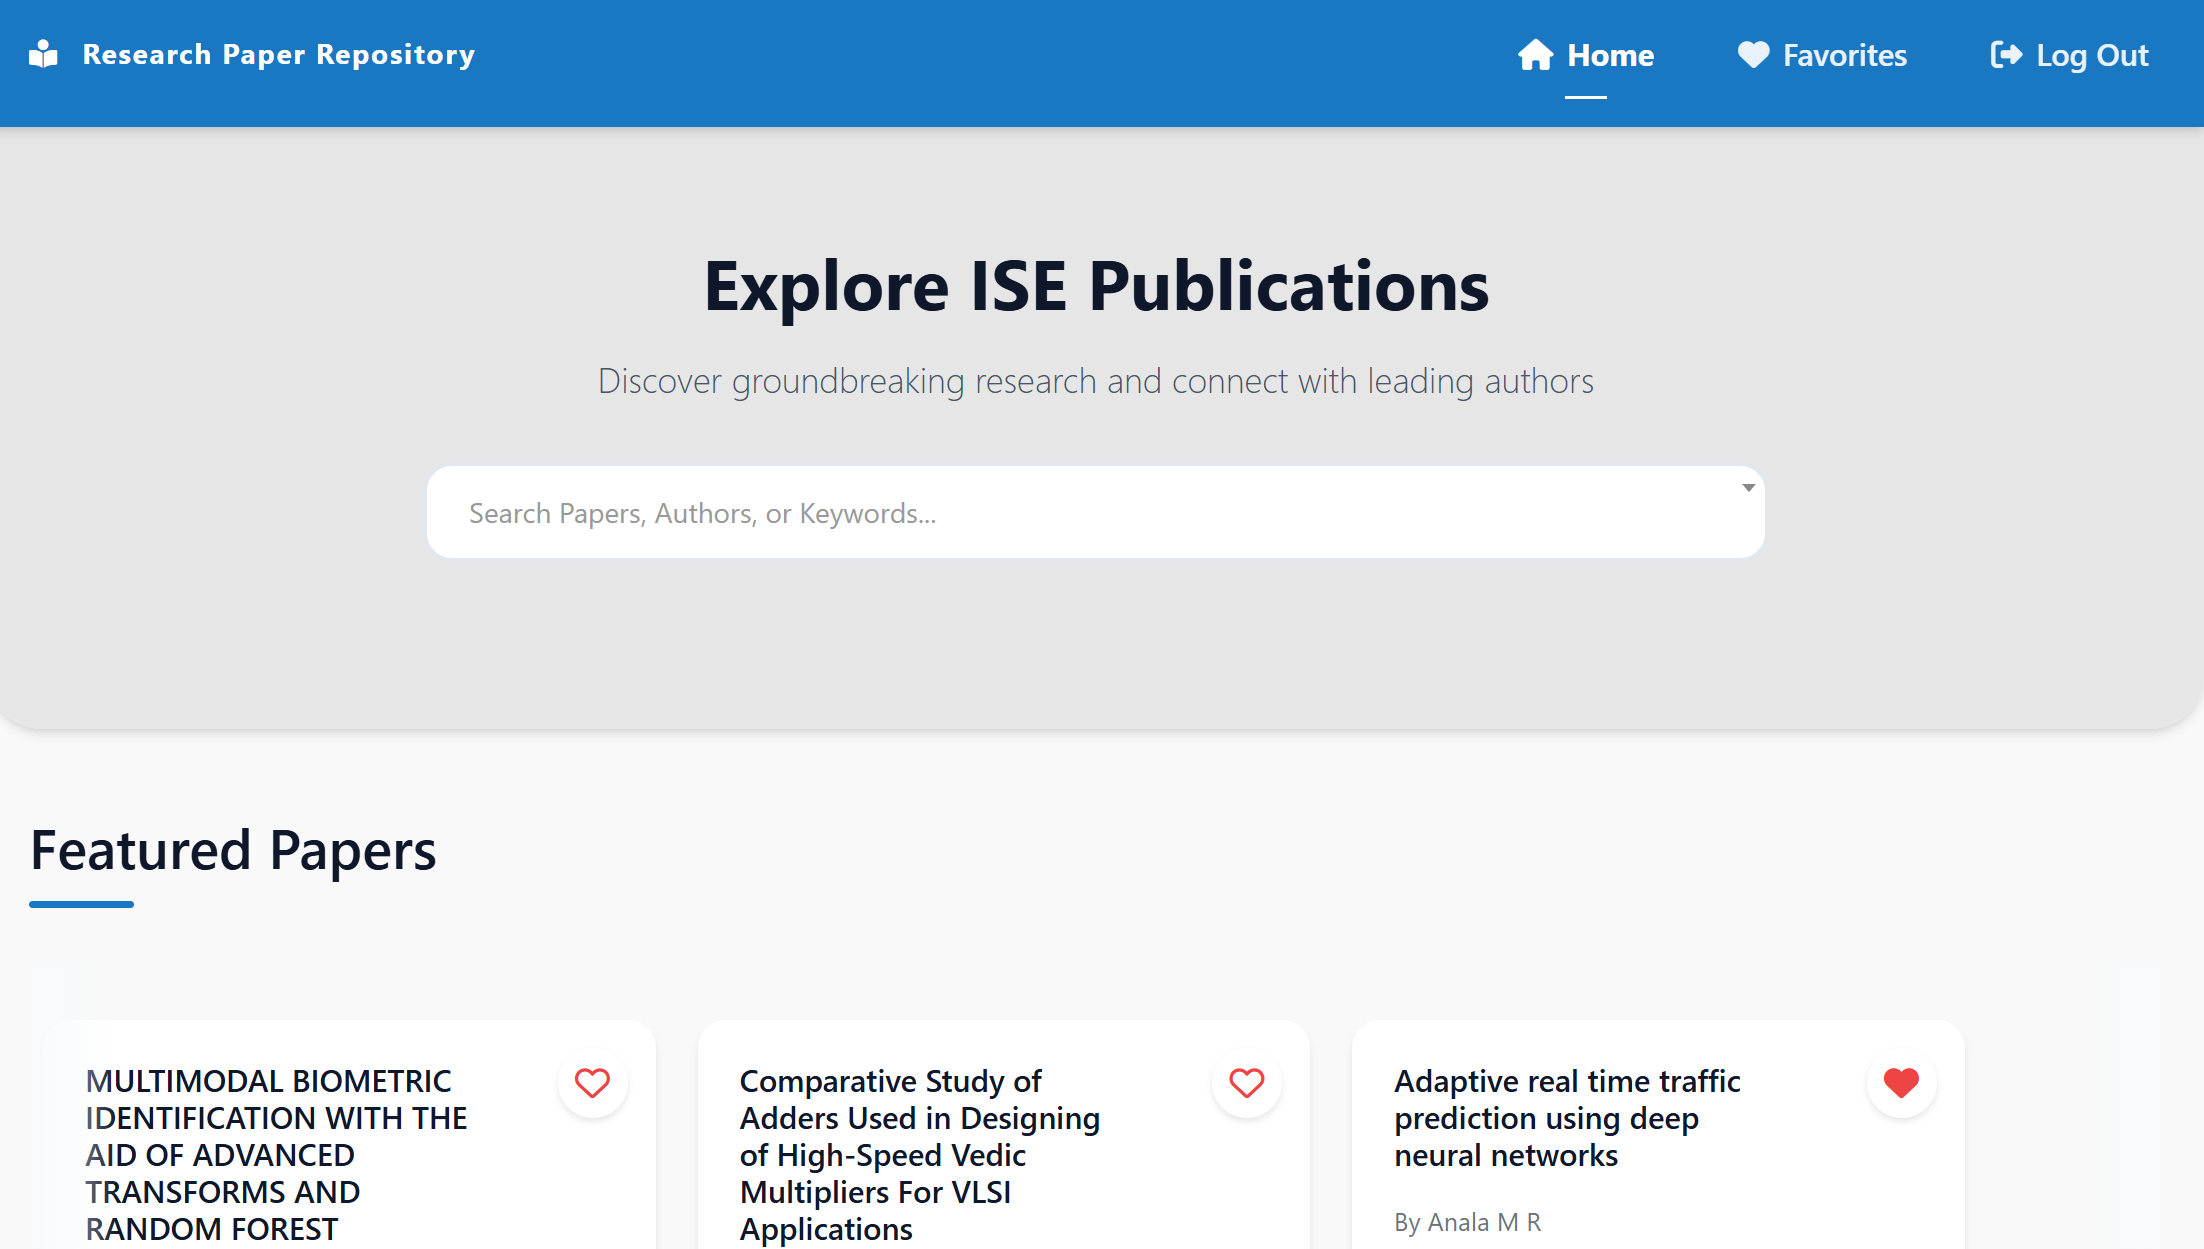 Research Paper Repository
Home
Favorites
Log Out
Explore ISE Publications
Discover groundbreaking research and connect with leading authors
Search Papers, Authors, or Keywords...
Featured Papers
MULTIMODAL BIOMETRIC
IDENTIFICATION WITH THE
AID OF ADVANCED
TRANSFORMS AND
RANDOM FOREST
Comparative Study of
Adders Used in Designing
of High-Speed Vedic
Multipliers For VLSI
Applications
Adaptive real time traffic
prediction using deep
neural networks
By Anala M R